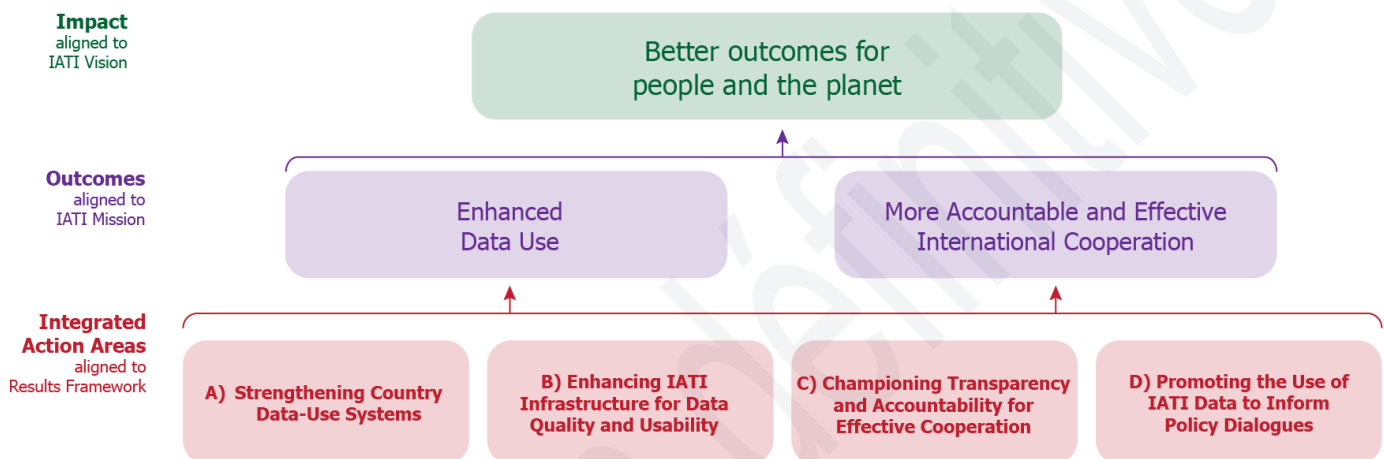 Impact
aligned to
IATI Vision
Better outcomes for
people and the planet
Outcomes
aligned to
IATI Mission
Enhanced
Data Use
More Accountable and Effective
International Cooperation
Integrated
Action Areas
aligned to
Results Framework
A) Strengthening Country
Data-Use Systems
B) Enhancing IATI
Infrastructure for Data
Quality and Usability
C) Championing Transparency
and Accountability for
Effective Cooperation
D) Promoting the Use of
IATI Data to Inform
Policy Dialogues
définitive